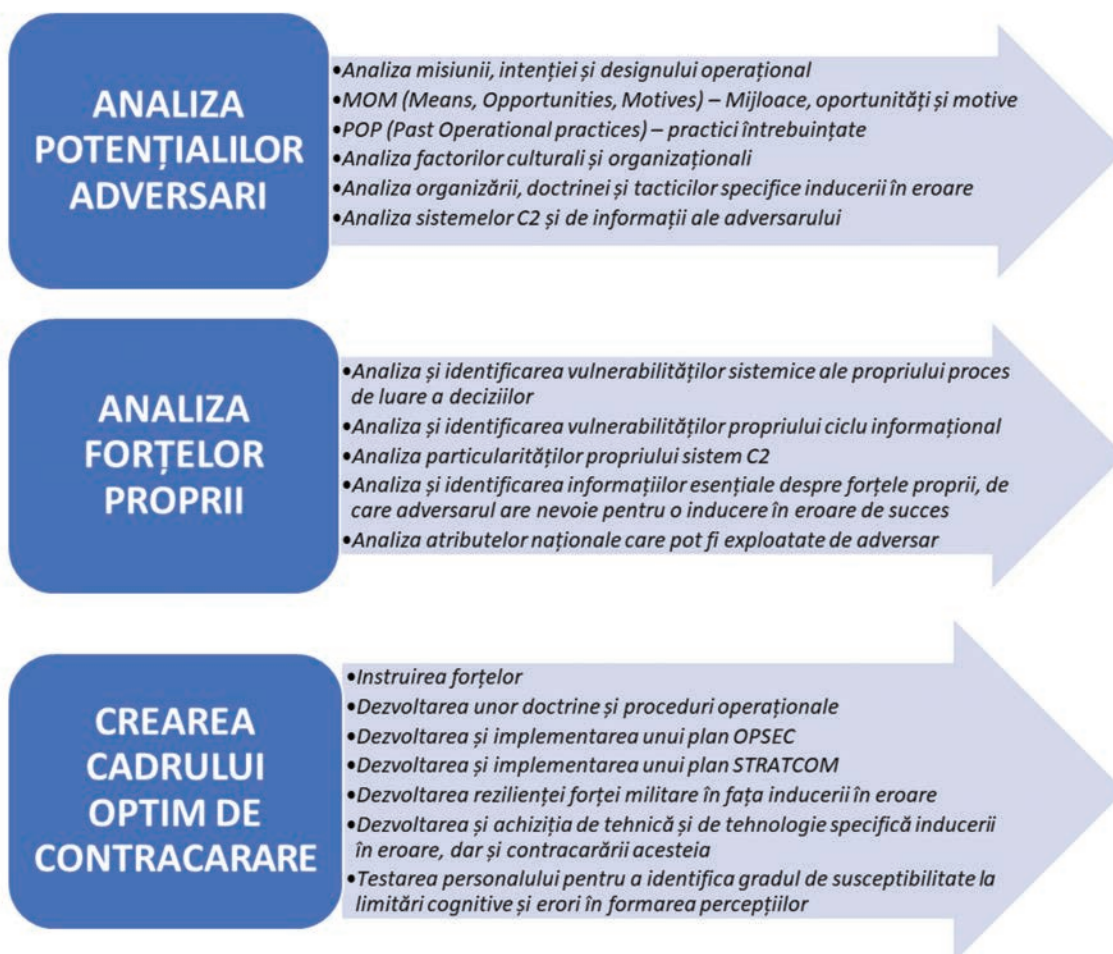 ANALIZA
POTENȚIALILOR
ADVERSARI
•Analiza misiunii, intenției și designului operațional
•MOM (Means, Opportunities, Motives) – Mijloace, oportunități și motive
•POP (Past Operational practices) – practici întrebuințate
•Analiza factorilor culturali și organizaționali
•Analiza organizării, doctrinei și tacticilor specifice inducerii în eroare
•Analiza sistemelor C2 și de informații ale adversarului
ANALIZA
FORȚELOR
PROPRII
•Analiza și identificarea vulnerabilităților sistemice ale propriului proces
de luare a deciziilor
•Analiza și identificarea vulnerabilităților propriului ciclu informațional
•Analiza particularităților propriului sistem C2
•Analiza și identificarea informațiilor esențiale despre forțele proprii, de
care adversarul are nevoie pentru o inducere în eroare de succes
•Analiza atributelor naționale care pot fi exploatate de adversar
CREAREA
CADRULUI
OPTIM DE
CONTRACARARE
•Instruirea forțelor
•Dezvoltarea unor doctrine și proceduri operaționale
•Dezvoltarea și implementarea unui plan OPSEC
•Dezvoltarea și implementarea unui plan STRATCOM
•Dezvoltarea rezilienței forței militare în fața inducerii în eroare
•Dezvoltarea și achiziția de tehnică și de tehnologie specifică inducerii
în eroare, dar și contracarării acesteia
•Testarea personalului pentru a identifica gradul de susceptibilitate la
limitări cognitive și erori în formarea percepțiilor